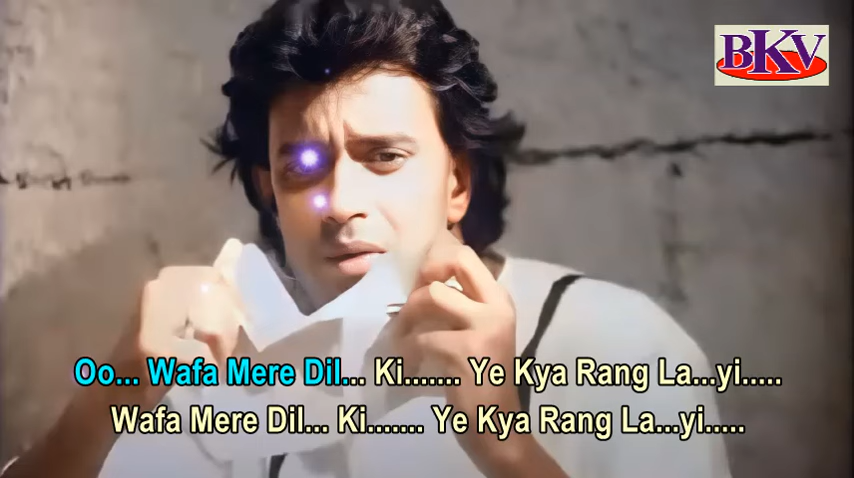 BKV
Oo... Wafa Mere Dil... Ki....... Ye Kya Rang La...yi.....
Wafa Mere Dil... Ki....... Ye Kya Rang La...yi.....